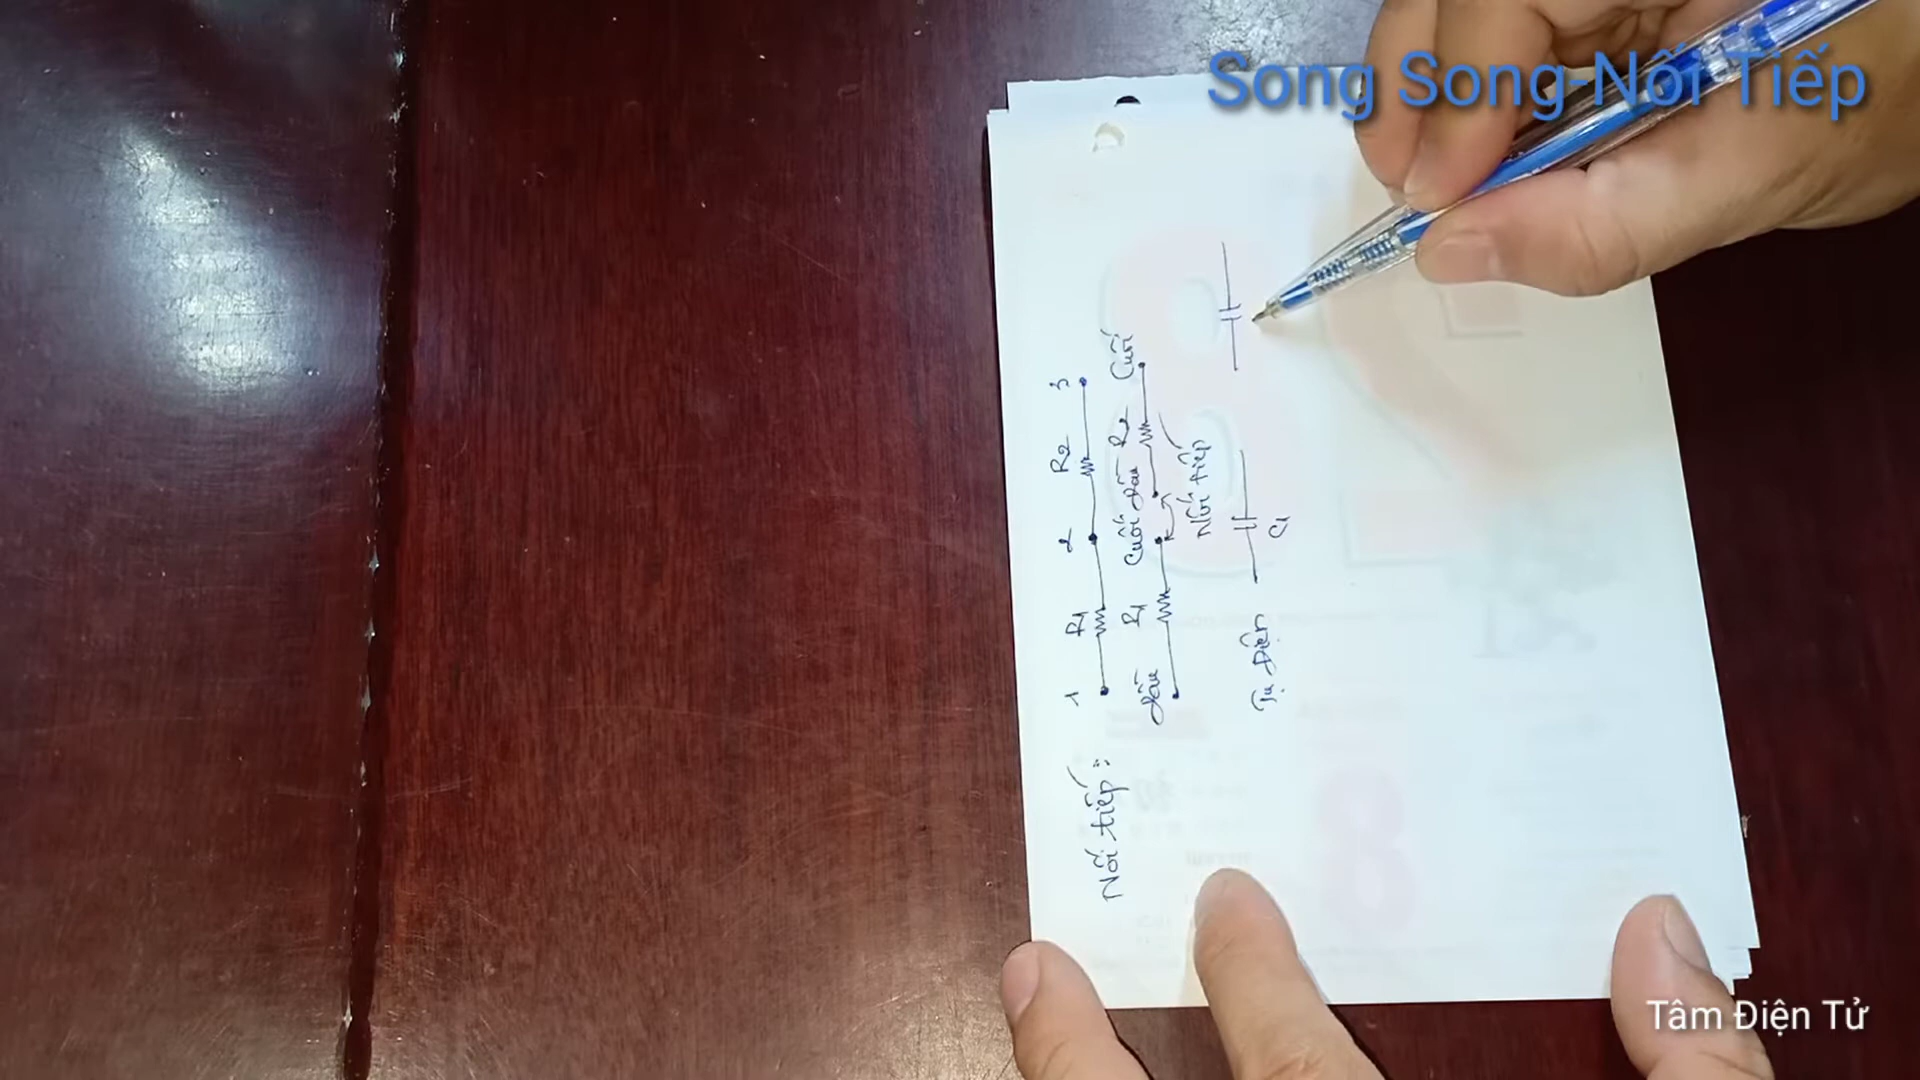 Song Song-Nối Tiếp
Nối tiếp:
1 R1 2 R2 3
đầu R1 Cuối đầu R2 Cuối
Nối tiếp
Tụ Điện
C1
Tâm Điện Tử